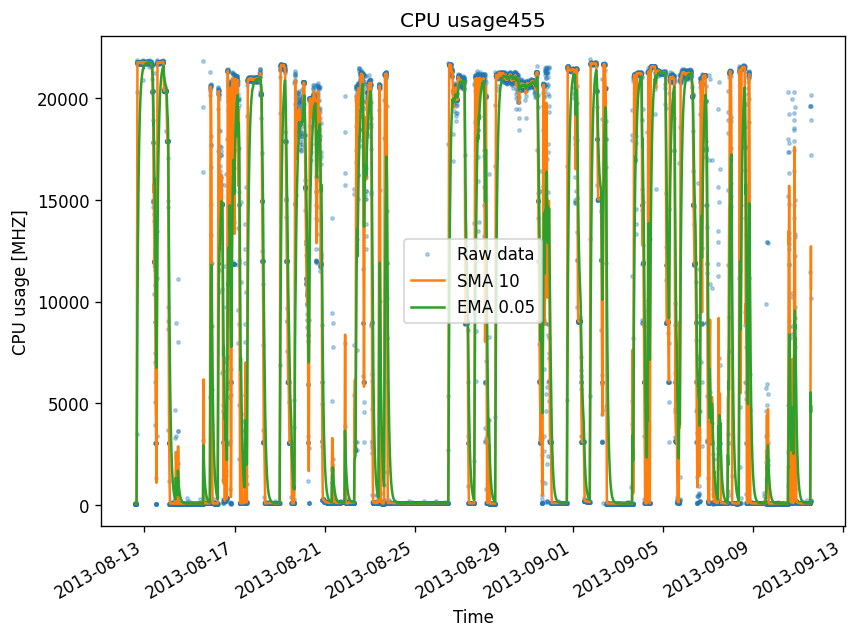 CPU usage455
CPU usage [MHZ]
20000
15000
10000
5000
0
Raw data
SMA 10
EMA 0.05
2013-08-13
2013-08-17
2013-08-21
2013-08-25
2013-08-29
2013-09-01
2013-09-05
2013-09-09
2013-09-13
Time